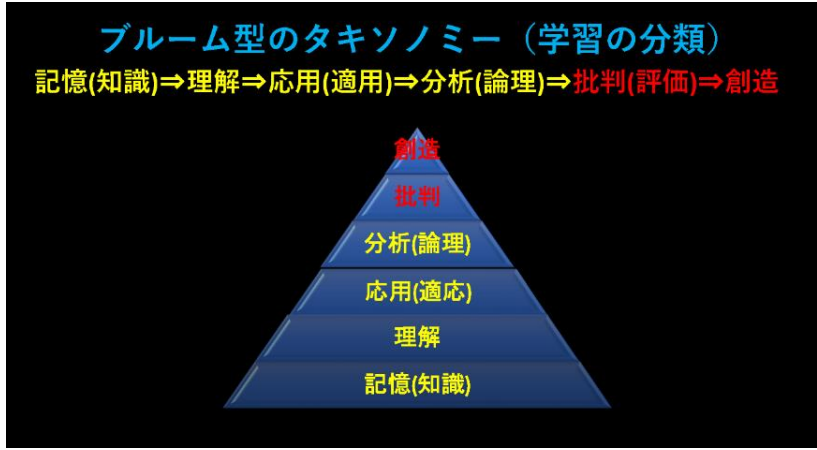 ブルーム型のタキソノミー（学習の分類）
記憶(知識)⇒理解⇒応用(適用)⇒分析(論理)⇒批判(評価)⇒創造
創造
批判
分析(論理)
応用(適応)
理解
記憶(知識)